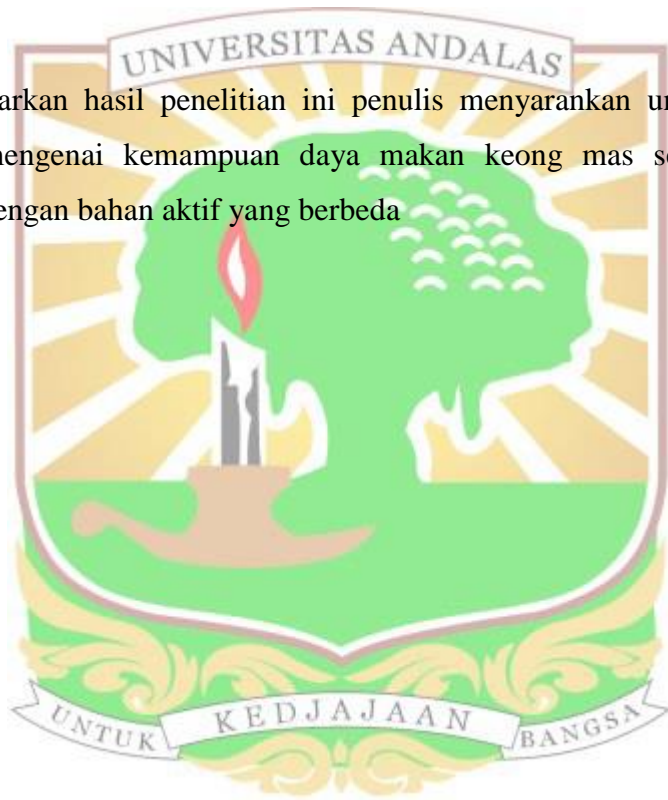 UNIVERSITAS ANDALAS
arkan hasil penelitian ini penulis menyarankan
mengenai kemampuan daya makan keong mas
engan bahan aktif yang berbeda
UNTUK KEDJAJAAN BANGSA